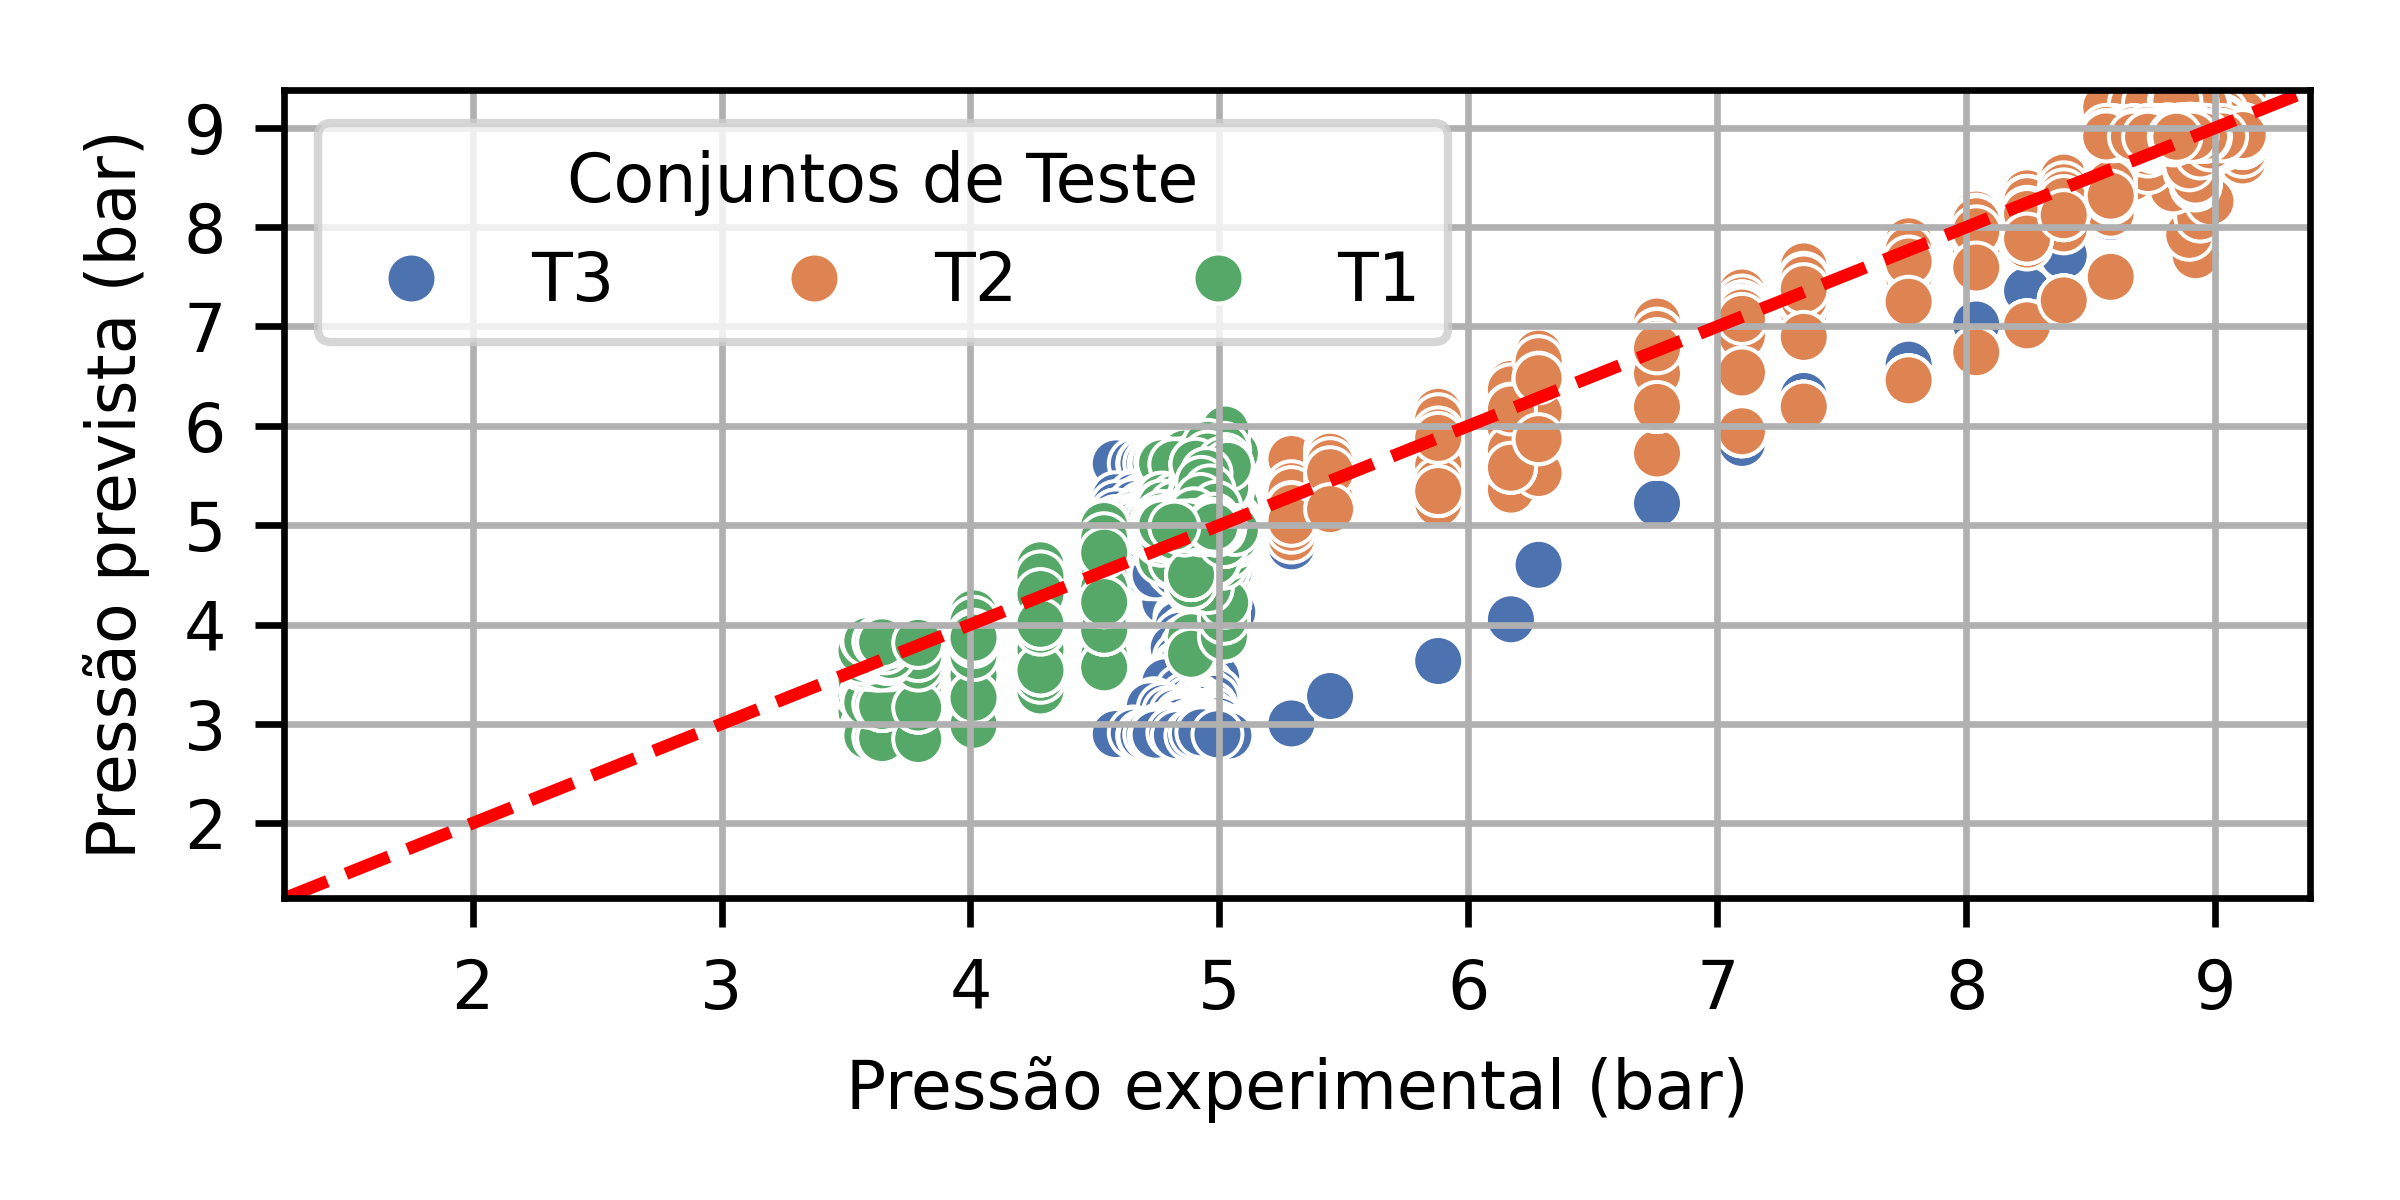 Conjuntos de Teste
T3 T2 T1
9
8
7
6
5
4
3
2
Pressão prevista (bar)
2 3 4 5 6 7 8 9
Pressão experimental (bar)